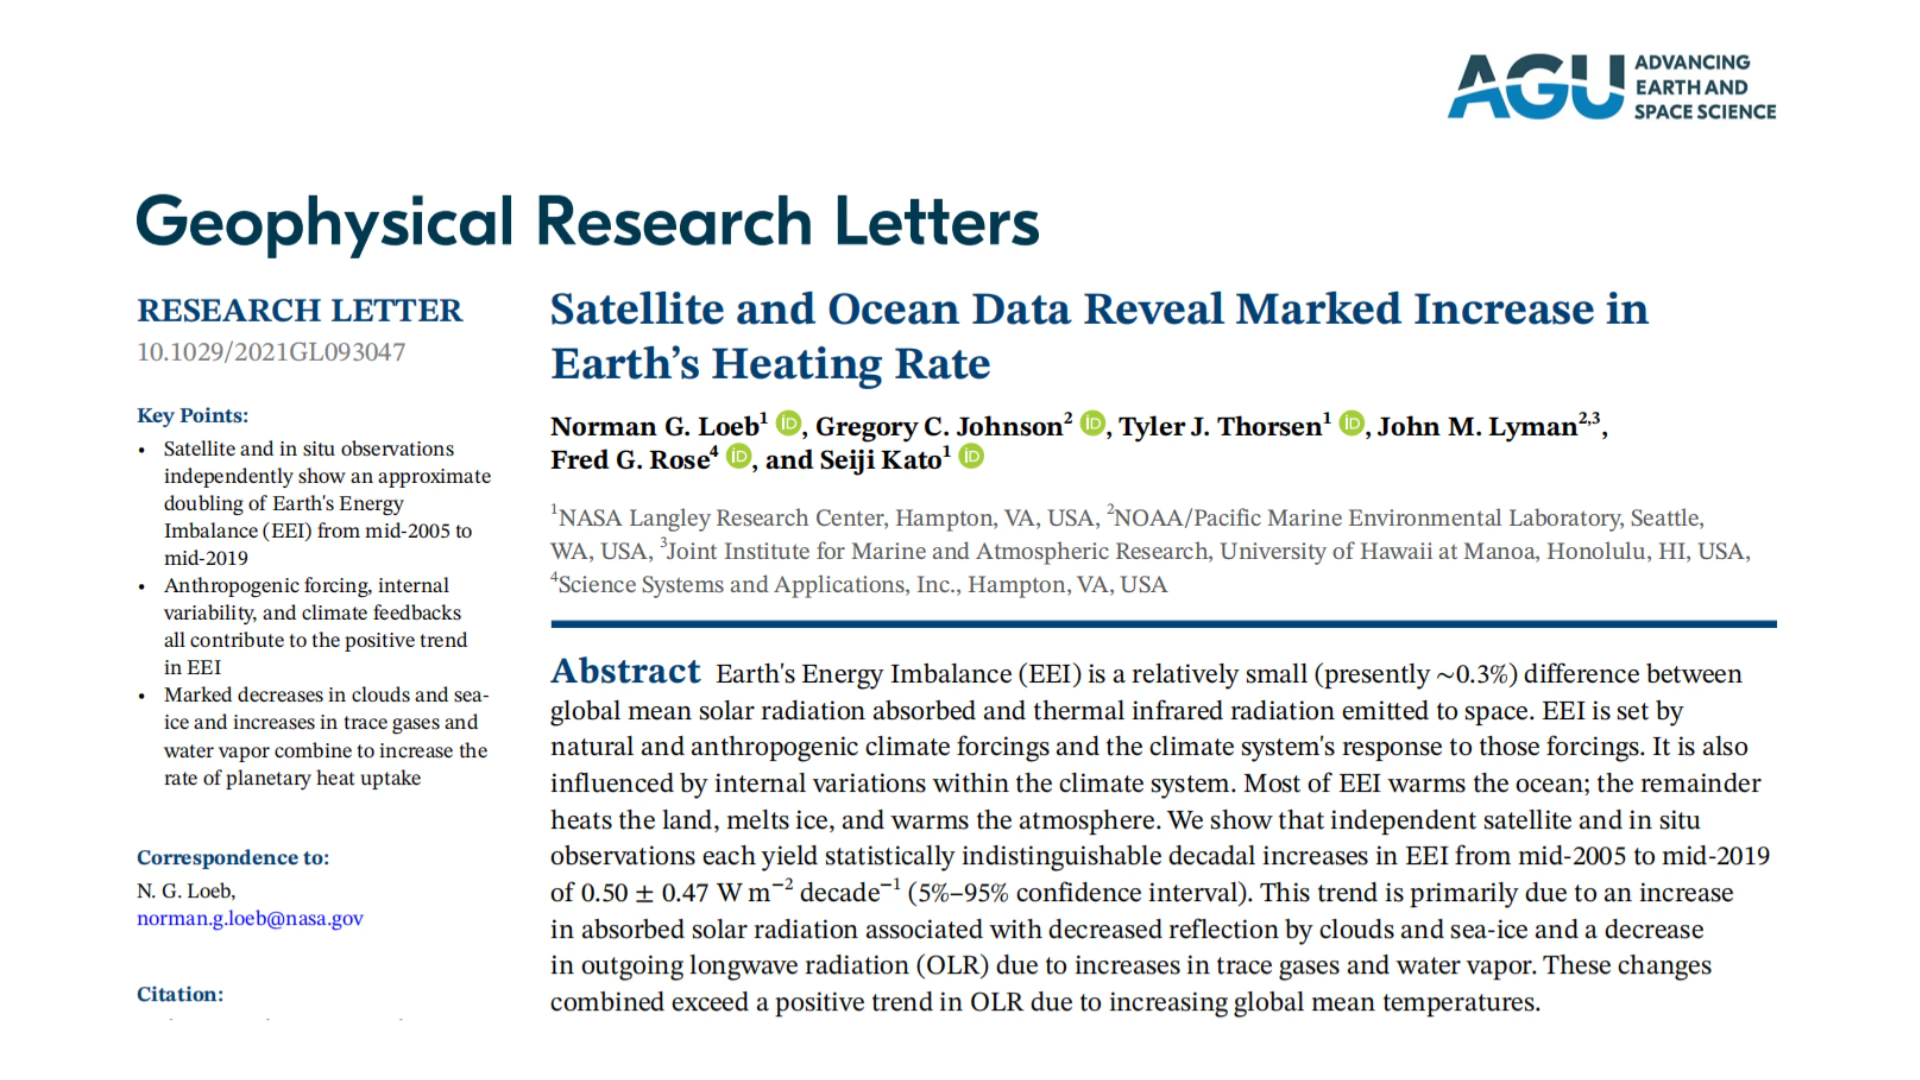 AGU ADVANCING
EARTH AND
SPACE SCIENCE
Geophysical Research Letters
RESEARCH LETTER
10.1029/2021GL093047
Key Points:
• Satellite and in situ observations
independently show an approximate
doubling of Earth's Energy
Imbalance (EEI) from mid-2005 to
mid-2019
• Anthropogenic forcing, internal
variability, and climate feedbacks
all contribute to the positive trend
in EEI
• Marked decreases in clouds and sea-
ice and increases in trace gases and
water vapor combine to increase the
rate of planetary heat uptake
Correspondence to:
N. G. Loeb,
norman.g.loeb@nasa.gov
Citation:
Satellite and Ocean Data Reveal Marked Increase in
Earth’s Heating Rate
Norman G. Loeb¹ iD, Gregory C. Johnson² iD, Tyler J. Thorsen¹ iD, John M. Lyman²,³,
Fred G. Rose⁴ iD, and Seiji Kato¹ iD
¹NASA Langley Research Center, Hampton, VA, USA, ²NOAA/Pacific Marine Environmental Laboratory, Seattle,
WA, USA, ³Joint Institute for Marine and Atmospheric Research, University of Hawaii at Manoa, Honolulu, HI, USA,
⁴Science Systems and Applications, Inc., Hampton, VA, USA
Abstract Earth's Energy Imbalance (EEI) is a relatively small (presently ~0.3%) difference between
global mean solar radiation absorbed and thermal infrared radiation emitted to space. EEI is set by
natural and anthropogenic climate forcings and the climate system's response to those forcings. It is also
influenced by internal variations within the climate system. Most of EEI warms the ocean; the remainder
heats the land, melts ice, and warms the atmosphere. We show that independent satellite and in situ
observations each yield statistically indistinguishable decadal increases in EEI from mid-2005 to mid-2019
of 0.50 ± 0.47 W m⁻² decade⁻¹ (5%–95% confidence interval). This trend is primarily due to an increase
in absorbed solar radiation associated with decreased reflection by clouds and sea-ice and a decrease
in outgoing longwave radiation (OLR) due to increases in trace gases and water vapor. These changes
combined exceed a positive trend in OLR due to increasing global mean temperatures.